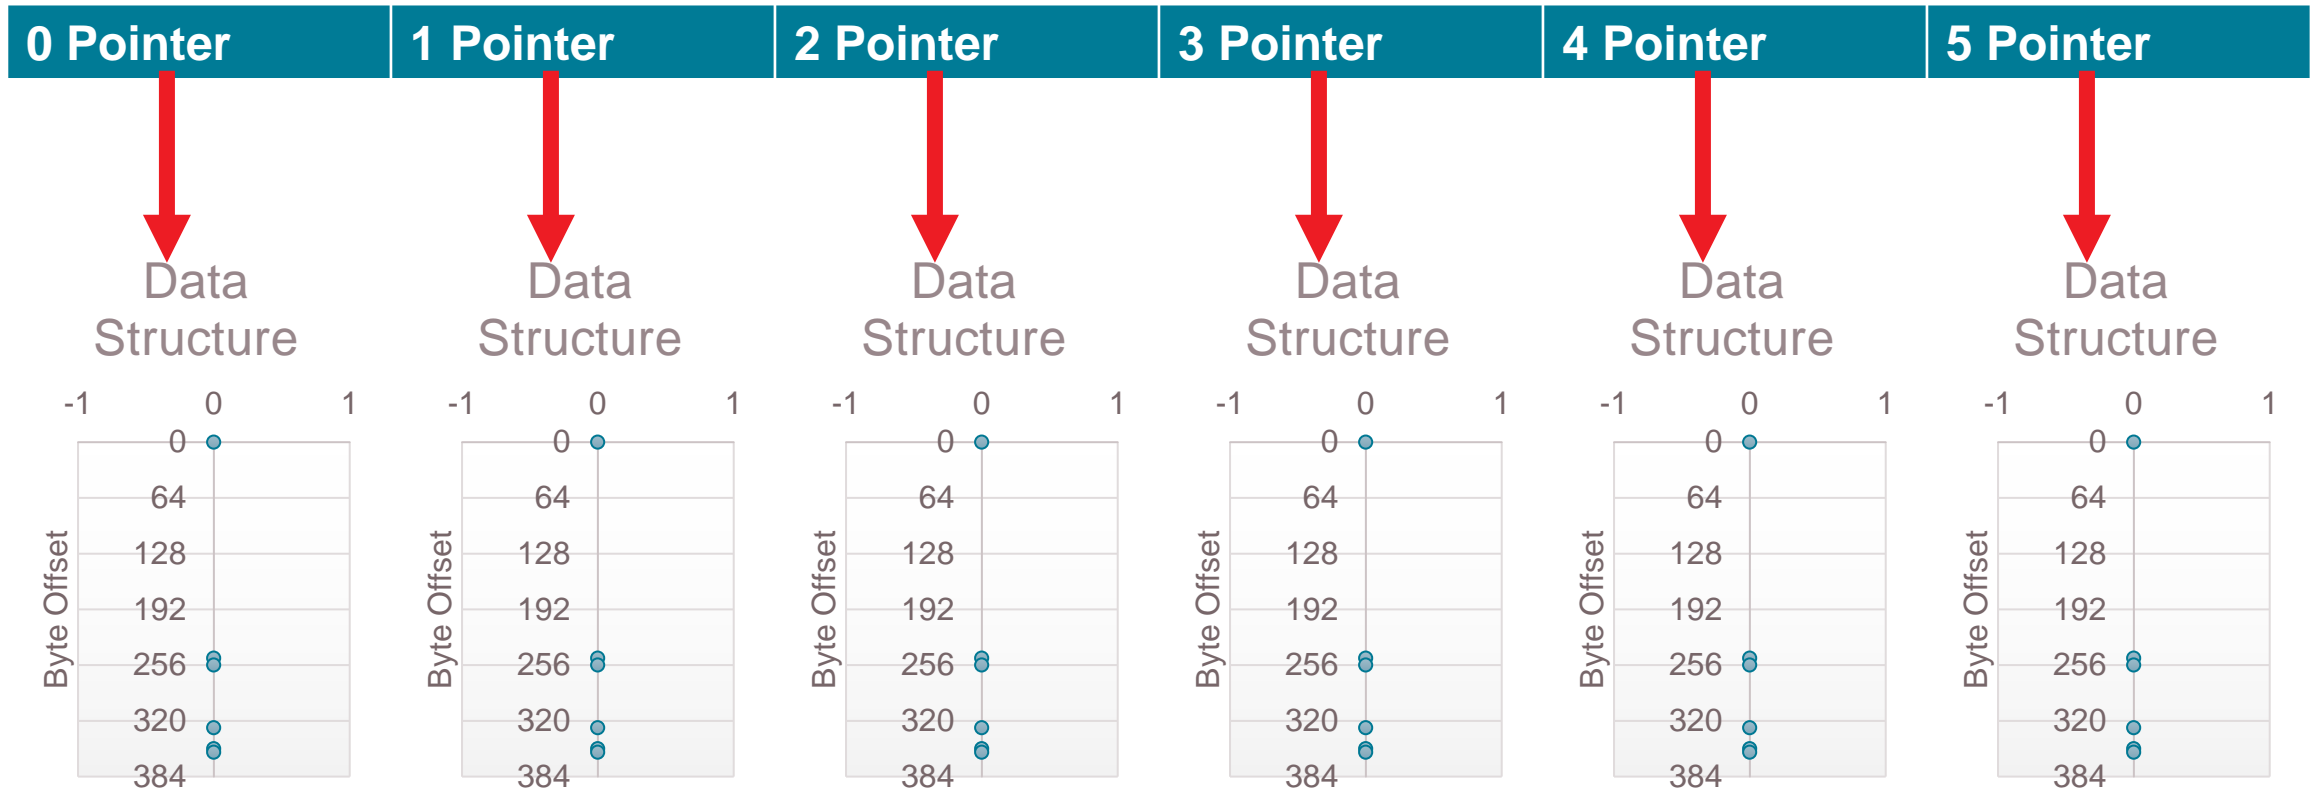 0 Pointer 1 Pointer 2 Pointer 3 Pointer 4 Pointer 5 Pointer
Data Data Data Data Data Data
Structure Structure Structure Structure Structure Structure
-1 0 1 -1 0 1 -1 0 1 -1 0 1 -1 0 1 -1 0 1
0 0 0 0 0 0
64 64 64 64 64 64
128 128 128 128 128 128
192 192 192 192 192 192
256 256 256 256 256 256
320 320 320 320 320 320
384 384 384 384 384 384
Byte Offset Byte Offset Byte Offset Byte Offset Byte Offset Byte Offset